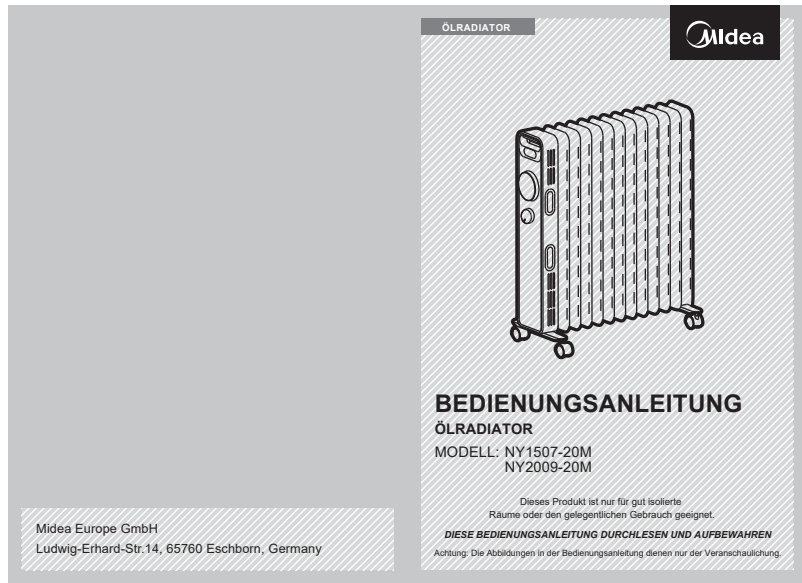 Midea Europe GmbH
Ludwig-Erhard-Str.14, 65760 Eschborn, Germany
ÖLRADIATOR
Midea
BEDIENUNGSANLEITUNG
ÖLRADIATOR
MODELL: NY1507-20M
NY2009-20M
Dieses Produkt ist nur für gut isolierte
Räume oder den gelegentlichen Gebrauch geeignet.
DIESE BEDIENUNGSANLEITUNG DURCHLESEN UND AUFBEWAHREN
Achtung: Die Abbildungen in der Bedienungsanleitung dienen nur der Veranschaulichung.